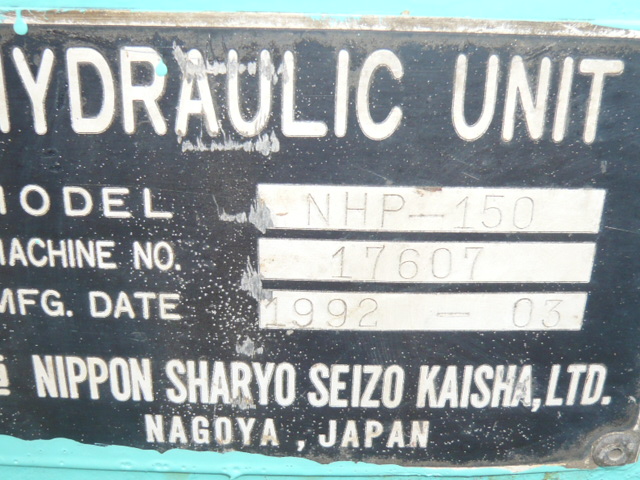 HYDRAULIC UNIT
MODEL NHP-150
MACHINE NO. 17607
MFG. DATE 1992 - 03
NIPPON SHARYO SEIZO KAISHA, LTD.
NAGOYA, JAPAN